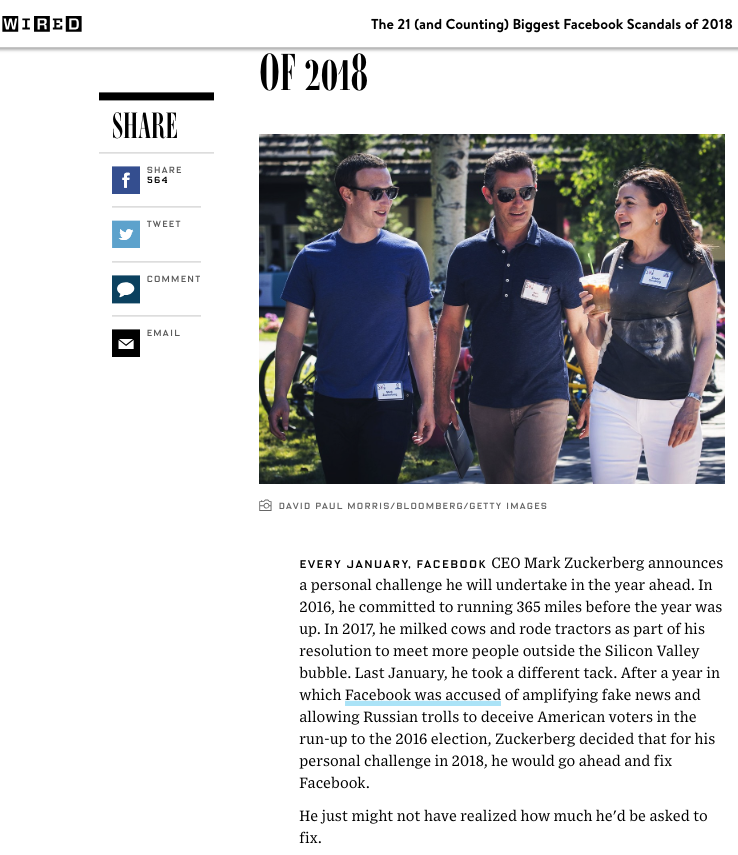 WIRED
The 21 (and Counting) Biggest Facebook Scandals of 2018
OF 2018
SHARE
SHARE
564
TWEET
COMMENT
EMAIL
DAVID PAUL MORRIS/BLOOMBERG/GETTY IMAGES
EVERY JANUARY, FACEBOOK CEO Mark Zuckerberg announces
a personal challenge he will undertake in the year ahead. In
2016, he committed to running 365 miles before the year was
up. In 2017, he milked cows and rode tractors as part of his
resolution to meet more people outside the Silicon Valley
bubble. Last January, he took a different tack. After a year in
which Facebook was accused of amplifying fake news and
allowing Russian trolls to deceive American voters in the
run-up to the 2016 election, Zuckerberg decided that for his
personal challenge in 2018, he would go ahead and fix
Facebook.
He just might not have realized how much he'd be asked to
fix.